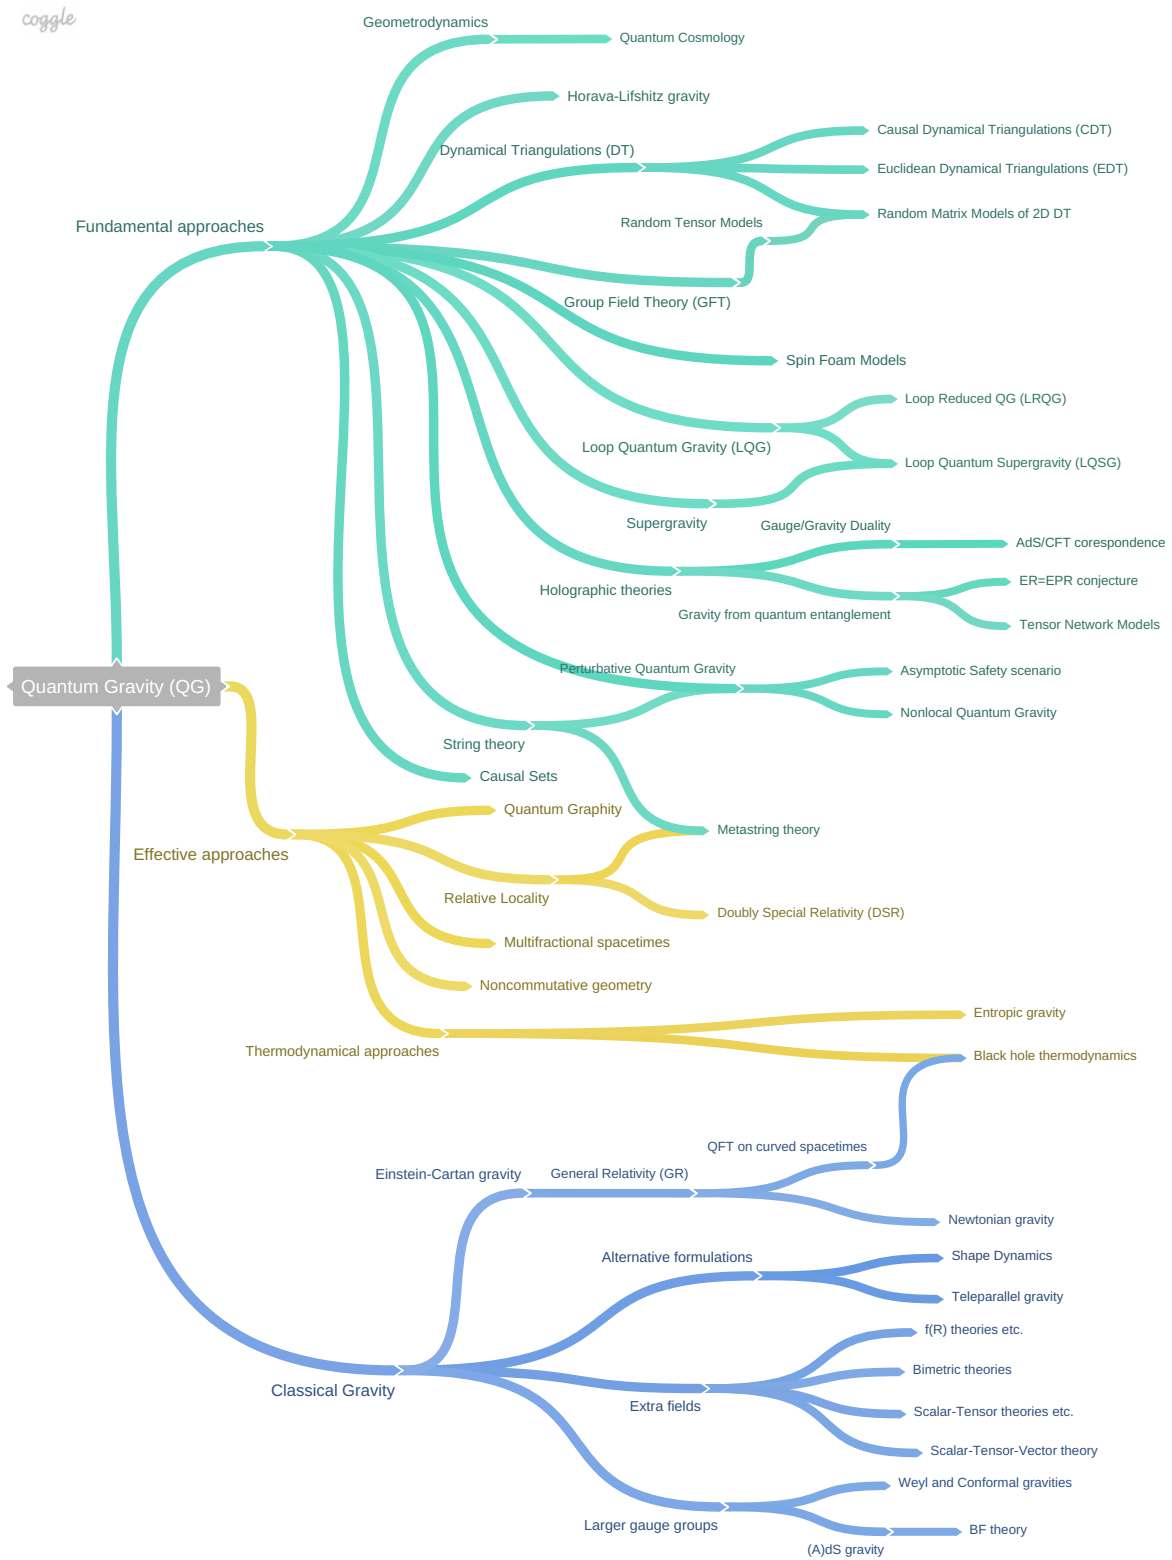 coggle
Geometrodynamics
Quantum Cosmology
Horava-Lifshitz gravity
Dynamical Triangulations (DT)
Causal Dynamical Triangulations (CDT)
Euclidean Dynamical Triangulations (EDT)
Random Matrix Models of 2D DT
Random Tensor Models
Fundamental approaches
Group Field Theory (GFT)
Spin Foam Models
Loop Reduced QG (LRQG)
Loop Quantum Gravity (LQG)
Loop Quantum Supergravity (LQSG)
Supergravity
Gauge/Gravity Duality
AdS/CFT corespondence
Holographic theories
ER=EPR conjecture
Gravity from quantum entanglement
Tensor Network Models
Perturbative Quantum Gravity
Asymptotic Safety scenario
Quantum Gravity (QG)
Nonlocal Quantum Gravity
String theory
Causal Sets
Quantum Graphity
Metastring theory
Effective approaches
Relative Locality
Doubly Special Relativity (DSR)
Multifractional spacetimes
Noncommutative geometry
Entropic gravity
Thermodynamical approaches
Black hole thermodynamics
QFT on curved spacetimes
Einstein-Cartan gravity
General Relativity (GR)
Newtonian gravity
Alternative formulations
Shape Dynamics
Teleparallel gravity
f(R) theories etc.
Bimetric theories
Classical Gravity
Extra fields
Scalar-Tensor theories etc.
Scalar-Tensor-Vector theory
Weyl and Conformal gravities
Larger gauge groups
BF theory
(A)dS gravity